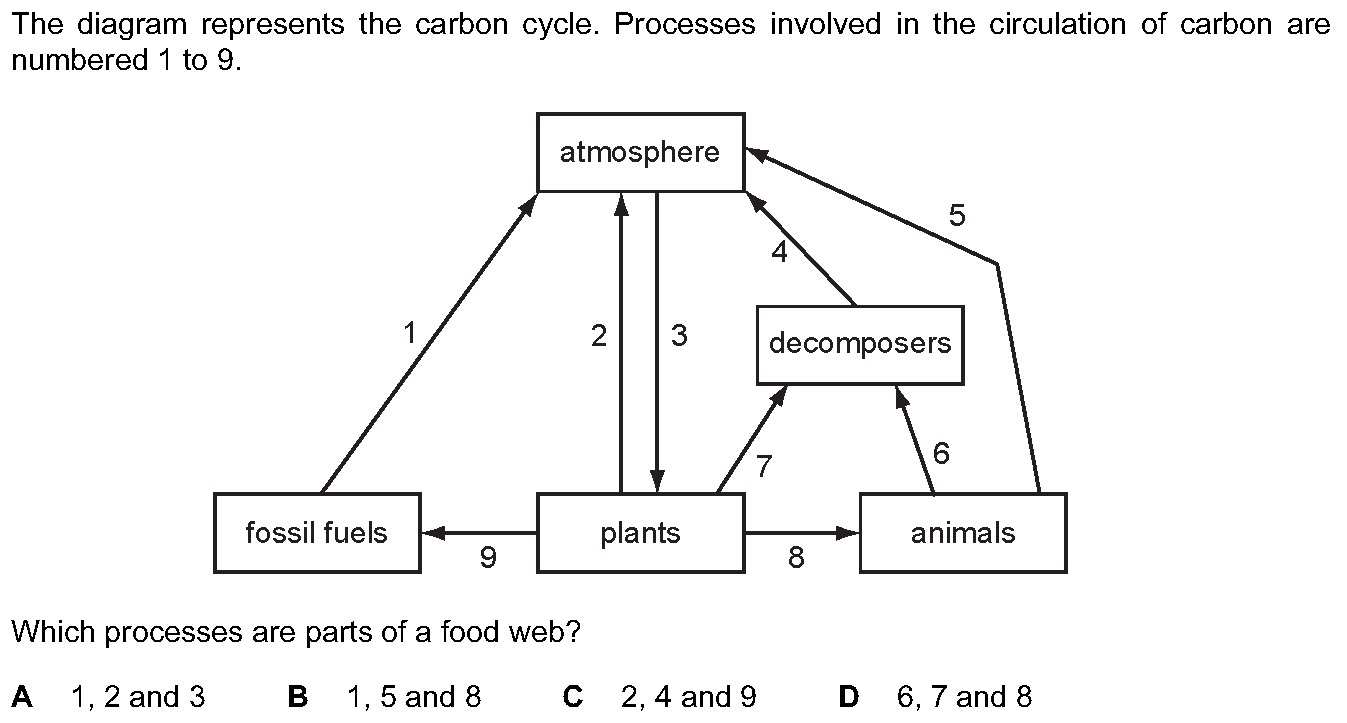 The diagram represents the carbon cycle. Processes involved in the circulation of carbon are
numbered 1 to 9.
atmosphere
5
4
1
2
3
decomposers
7
6
fossil fuels
plants
animals
9
8
Which processes are parts of a food web?
A 1, 2 and 3 B 1, 5 and 8 C 2, 4 and 9 D 6, 7 and 8